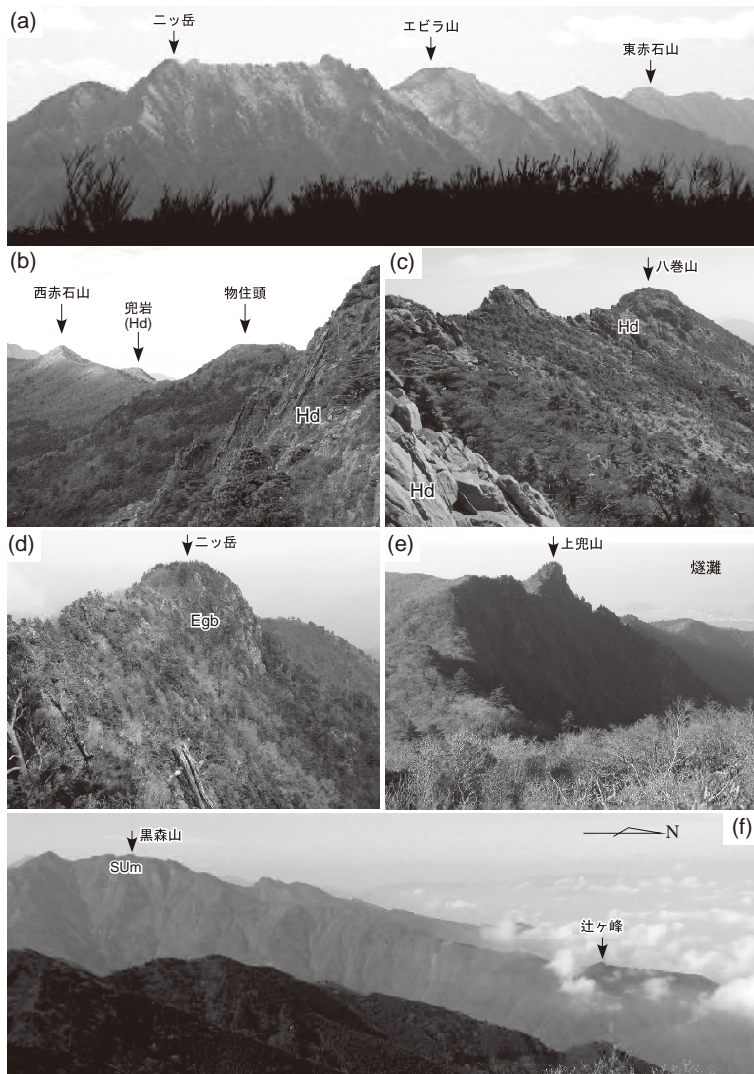 (a)
二ッ岳
エビラ山
東赤石山
(b)
西赤石山
兜岩
(Hd)
物住頭
Hd
(c)
八巻山
Hd
Hd
(d)
二ッ岳
Egb
(e)
上兜山
燧灘
(f)
黒森山
SUm
N
辻ヶ峰